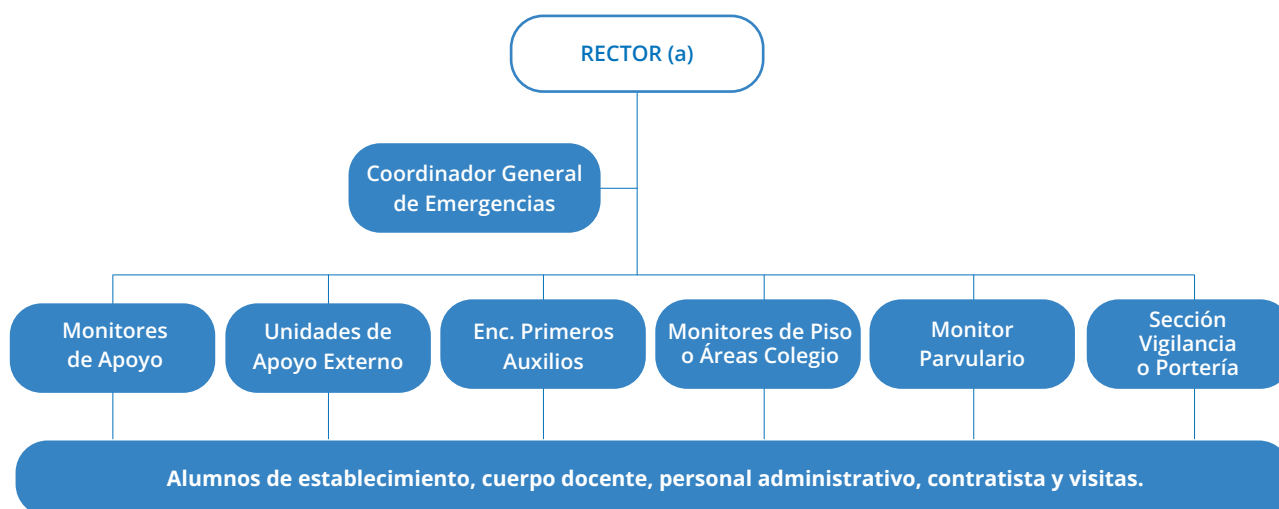 RECTOR (a)
Coordinador General
de Emergencias
Monitores
de Apoyo
Unidades de
Apoyo Externo
Enc. Primeros
Auxilios
Monitores de Piso
o Áreas Colegio
Monitor
Parvulario
Sección
Vigilancia
o Portería
Alumnos de establecimiento, cuerpo docente, personal administrativo, contratista y visitas.